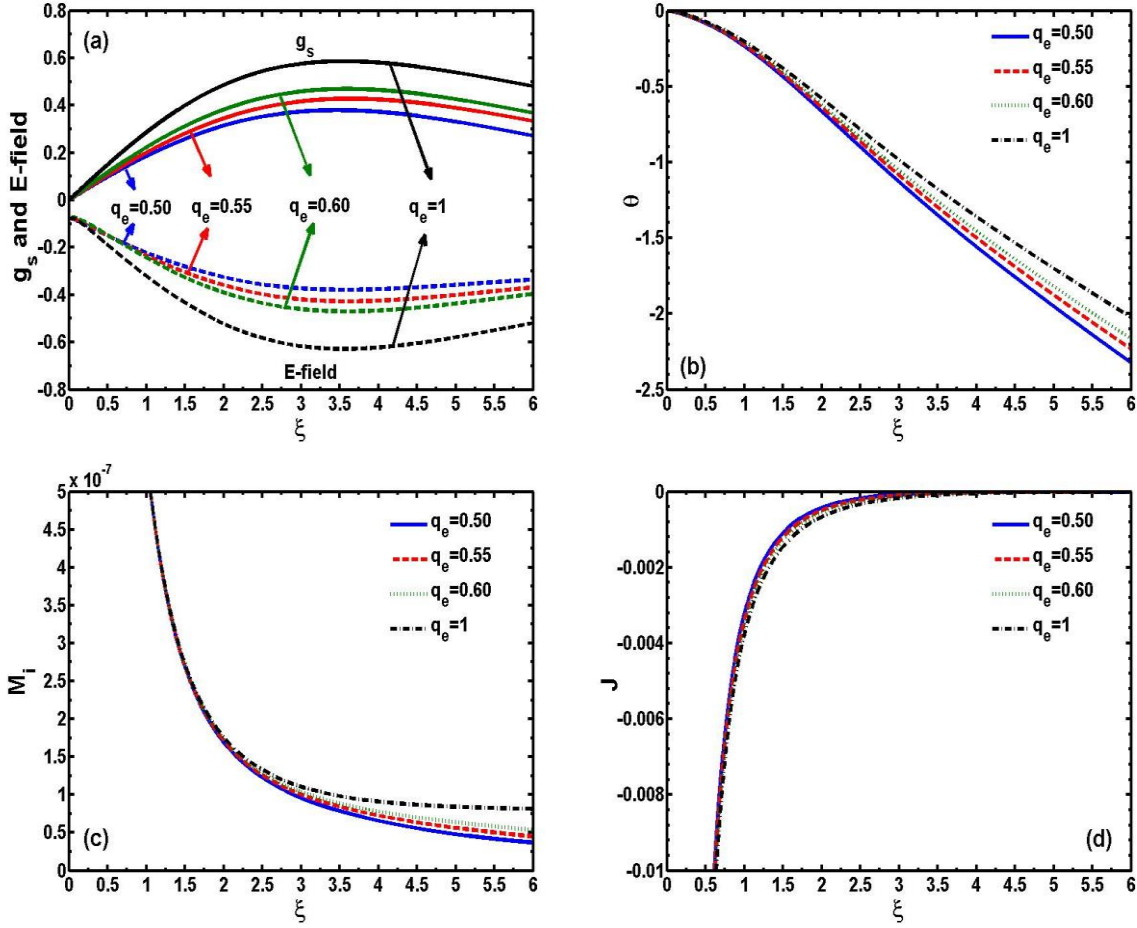 (a)
g_s
0.8
0.6
0.4
0.2
0
-0.2
-0.4
-0.6
-0.8
g_s and E-field
q_e=0.50 q_e=0.55 q_e=0.60 q_e=1
E-field
0 0.5 1 1.5 2 2.5 3 3.5 4 4.5 5 5.5 6
ξ
0
-0.5
-1
-1.5
-2
-2.5
θ
q_e=0.50
q_e=0.55
q_e=0.60
q_e=1
(b)
0 0.5 1 1.5 2 2.5 3 3.5 4 4.5 5 5.5 6
ξ
x 10^-7
5
4
3
2
1.5
1
0.5
0
M_i
q_e=0.50
q_e=0.55
q_e=0.60
q_e=1
(c)
0 0.5 1 1.5 2 2.5 3 3.5 4 4.5 5 5.5 6
ξ
0
-0.002
-0.004
-0.006
-0.008
-0.01
J
q_e=0.50
q_e=0.55
q_e=0.60
q_e=1
(d)
0 0.5 1 1.5 2 2.5 3 3.5 4 4.5 5 5.5 6
ξ